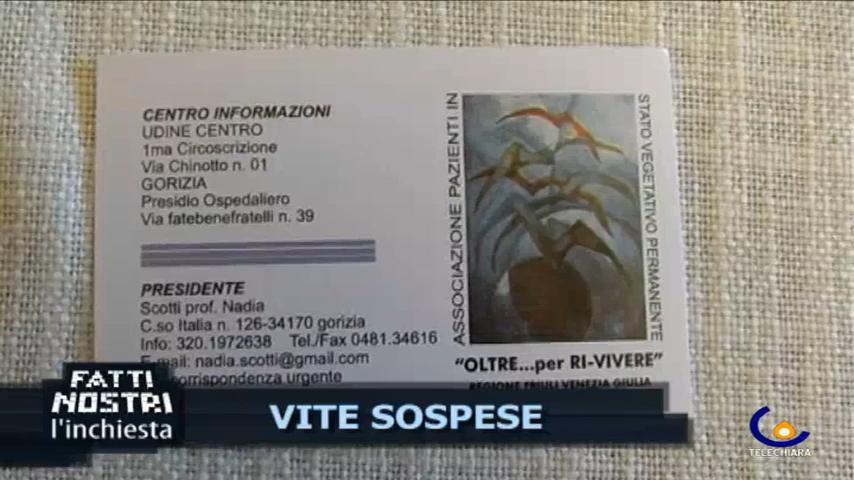 CENTRO INFORMAZIONI
UDINE CENTRO
1ma Circoscrizione
Via Chinotto n. 01
GORIZIA
Presidio Ospedaliero
Via fatebenefratelli n. 39
PRESIDENTE
Scotti prof. Nadia
C.so Italia n. 126-34170 gorizia
Info: 320.1972638 Tel./Fax 0481.34616
E-mail: nadia.scotti@gmail.com
corrispondenza urgente
ASSOCIAZIONE PAZIENTI IN
STATO VEGETATIVO PERMANENTE
"OLTRE...per RI-VIVERE"
REGIONE FRIULI VENEZIA GIULIA
FATTI
NOSTRI
l'inchiesta
VITE SOSPESE
TELECHIARA